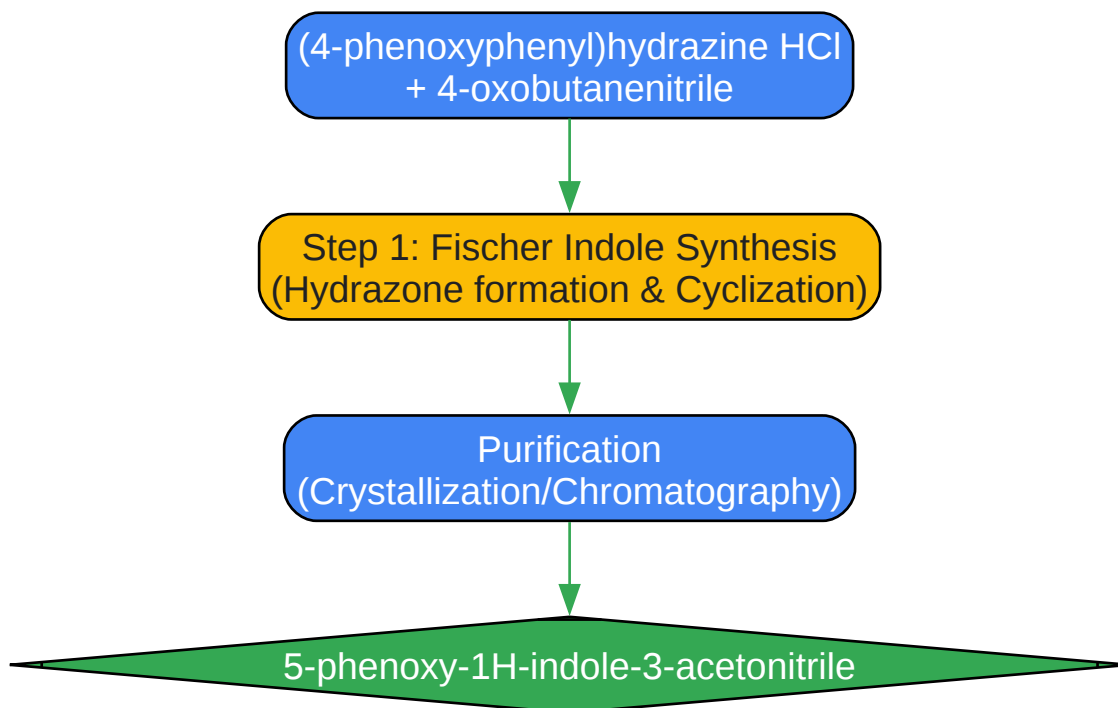 (4-phenoxyphenyl)hydrazine HCl
+ 4-oxobutanenitrile
Step 1: Fischer Indole Synthesis
(Hydrazone formation & Cyclization)
Purification
(Crystallization/Chromatography)
5-phenoxy-1H-indole-3-acetonitrile